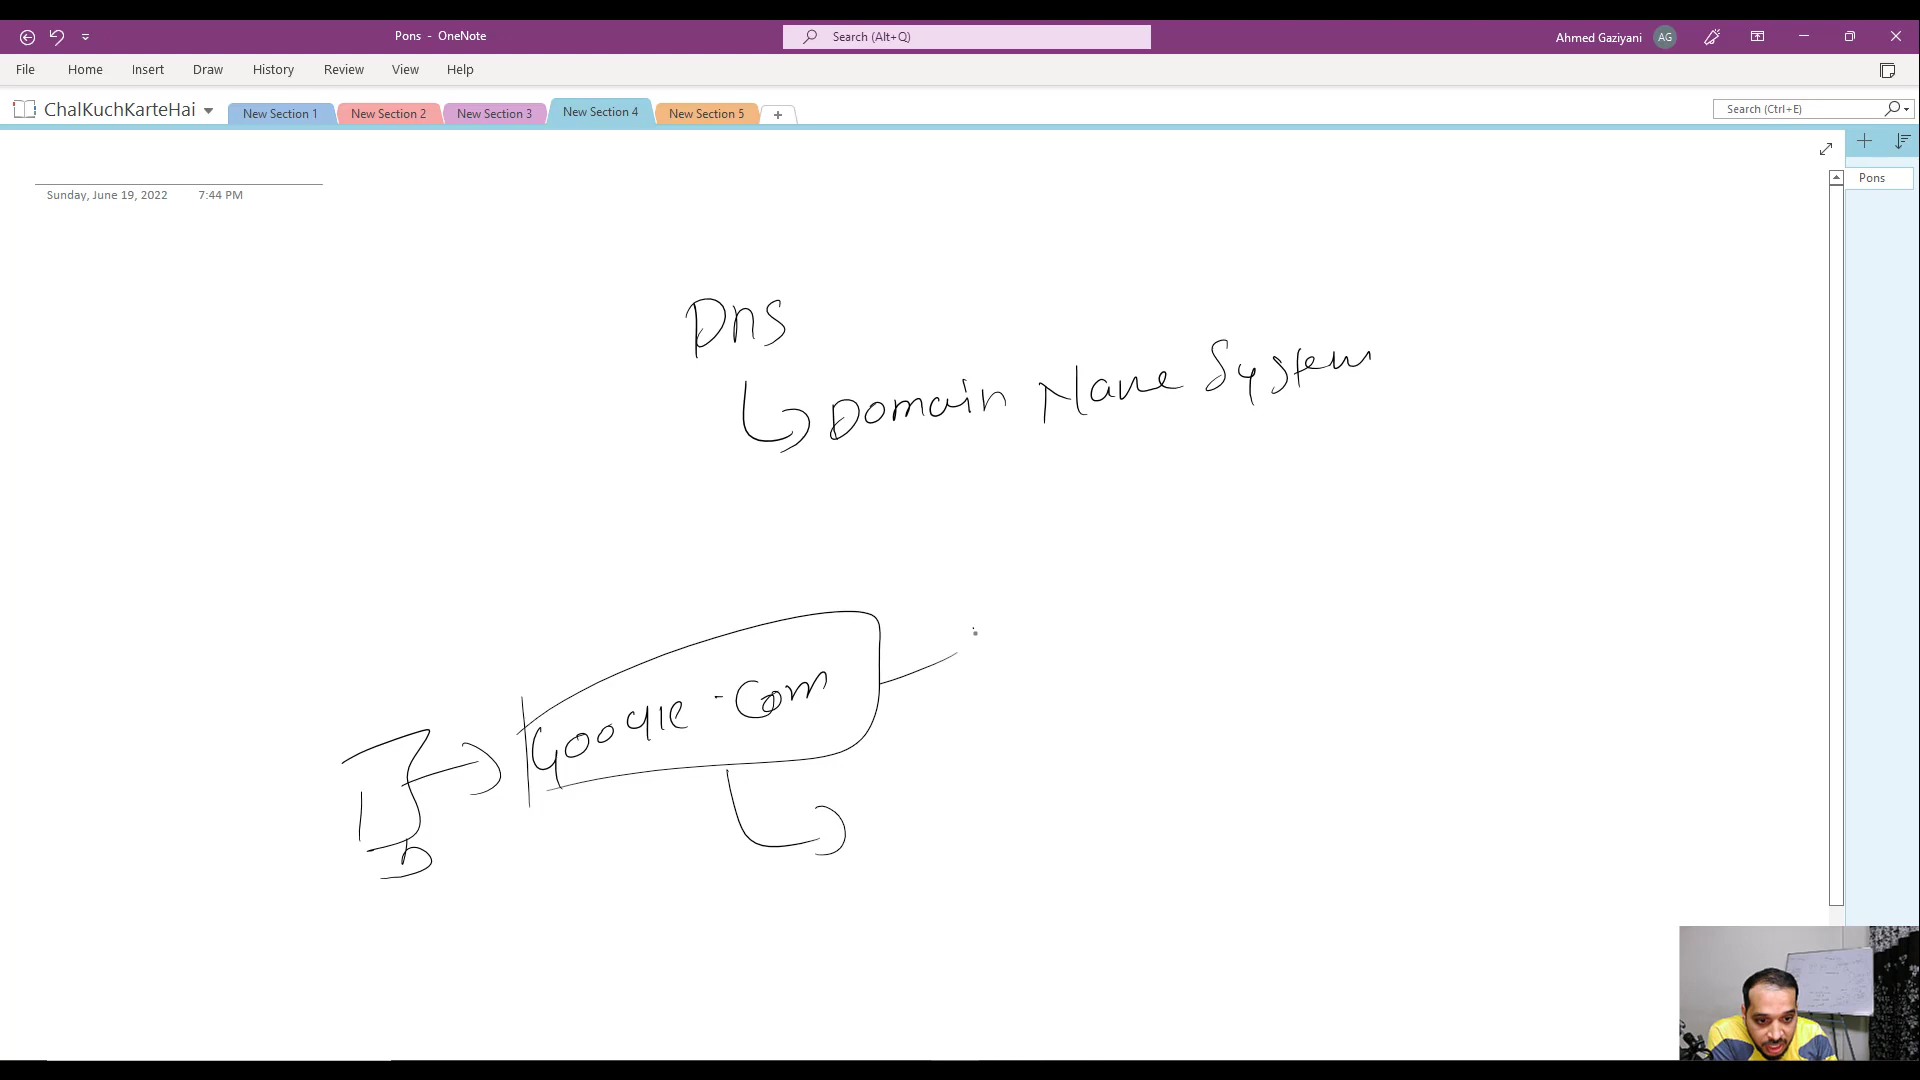 Pons - OneNote
Search (Alt+Q)
Ahmed Gaziyani
AG
File Home Insert Draw History Review View Help
ChalKuchKarteHai
New Section 1
New Section 2
New Section 3
New Section 4
New Section 5
Search (Ctrl+E)
Pons
Sunday, June 19, 2022 7:44 PM
Dns
Domain Name System
Google.com